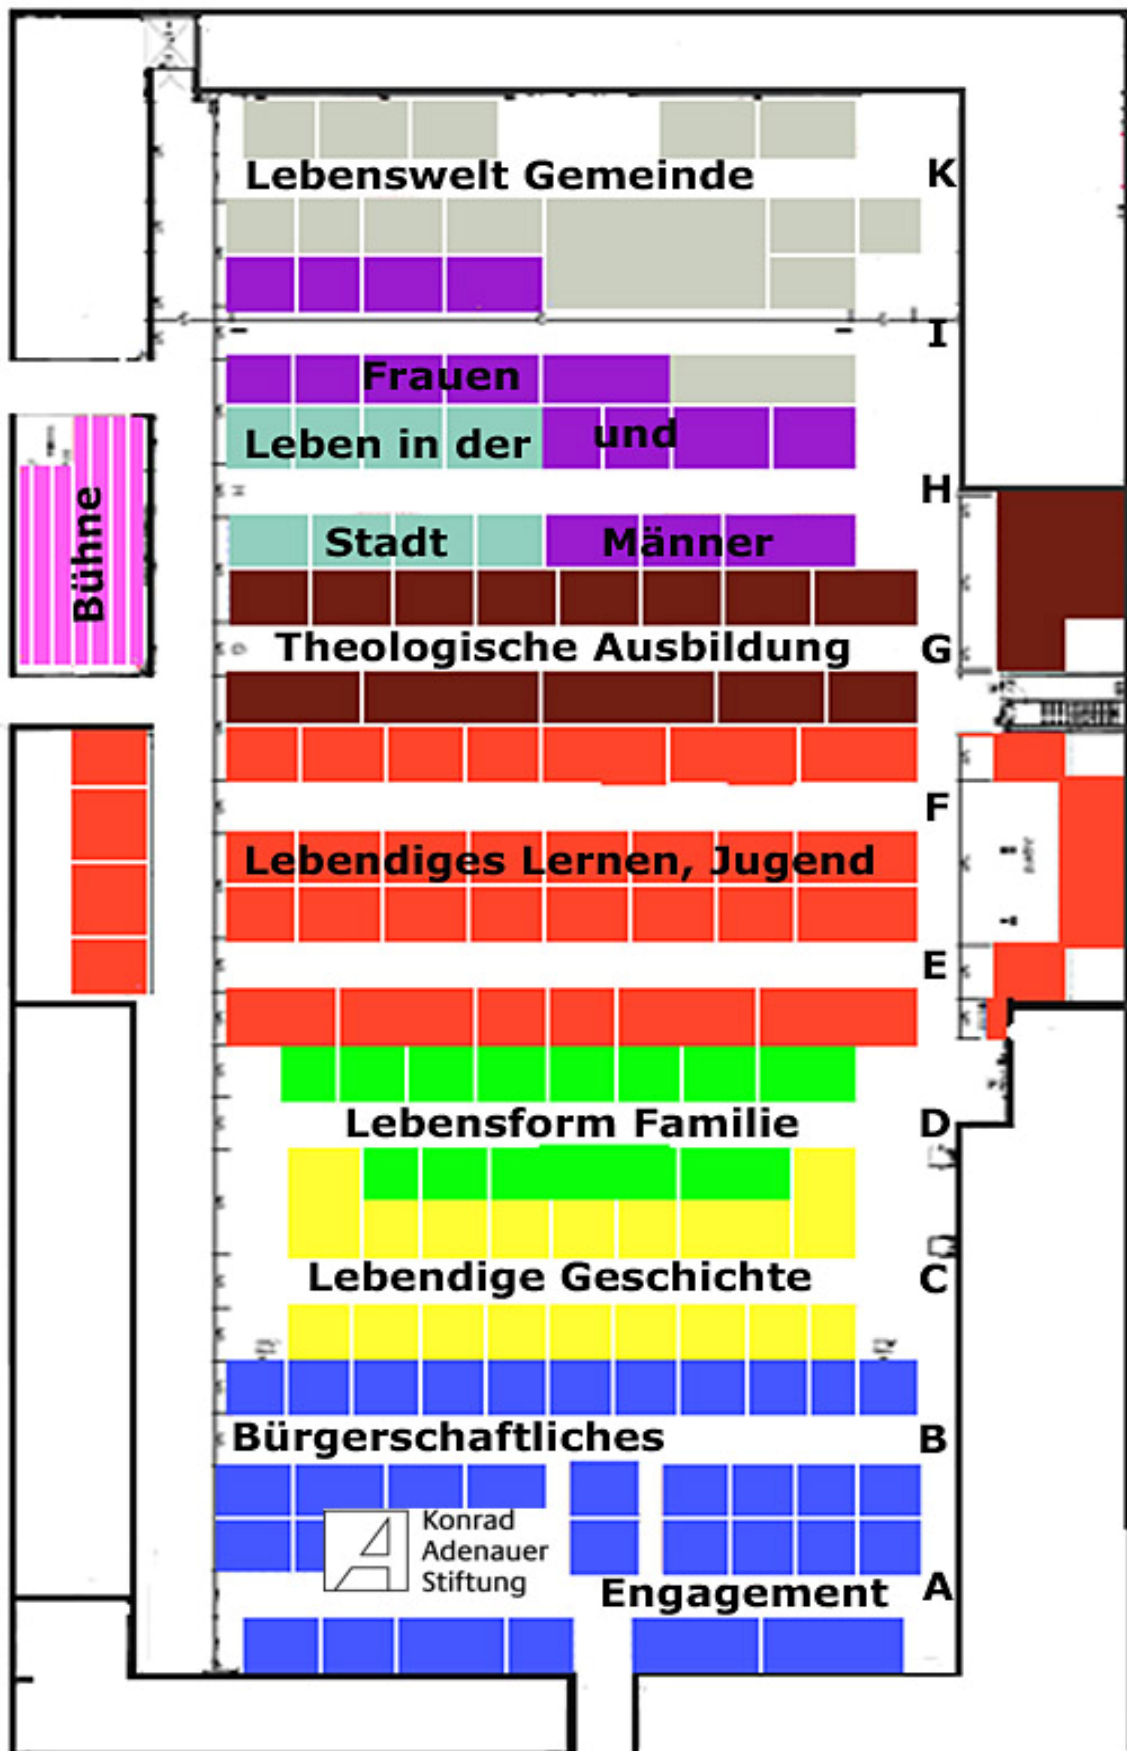 Lebenswelt Gemeinde
K
I
Frauen
Leben in der
und
H
Bühne
Stadt
Männer
Theologische Ausbildung
G
F
Lebendiges Lernen, Jugend
E
Lebensform Familie
D
Lebendige Geschichte
C
Bürgerschaftliches
B
Konrad
Adenauer
Stiftung
Engagement
A